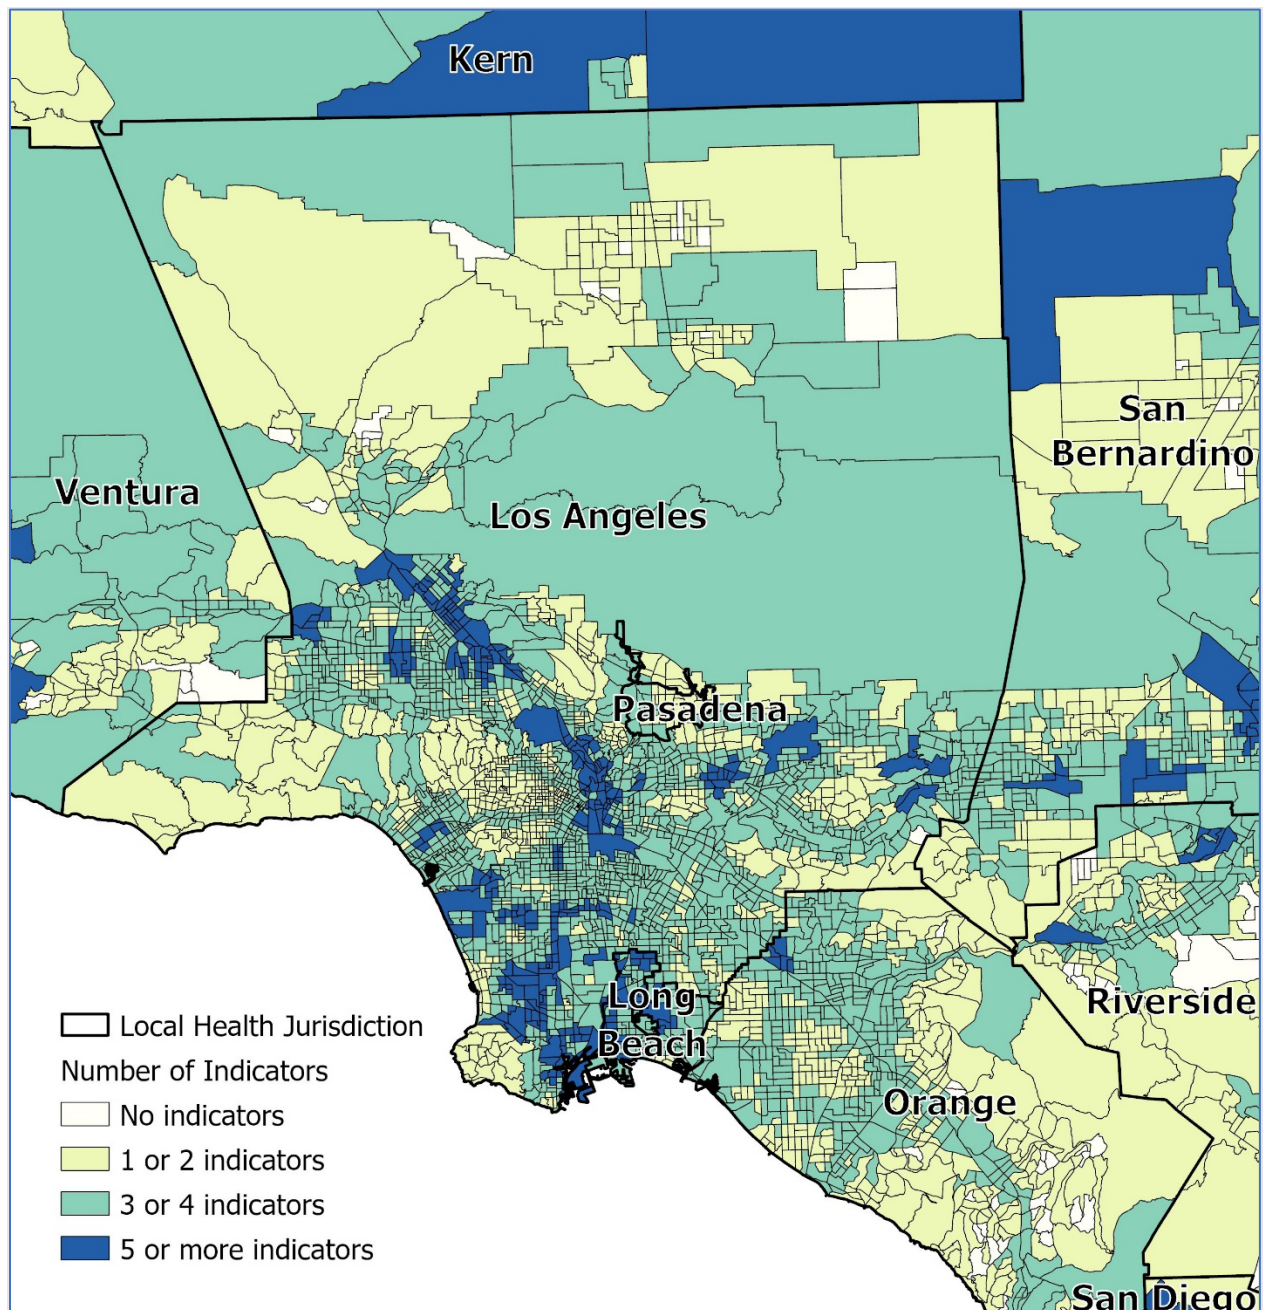 Kern
San
Bernardino
Ventura
Los Angeles
Pasadena
Long
Beach
Riverside
Orange
San Diego
Local Health Jurisdiction
Number of Indicators
No indicators
1 or 2 indicators
3 or 4 indicators
5 or more indicators